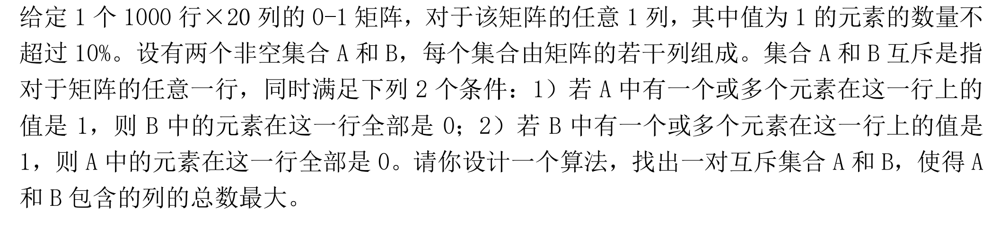 给定 1 个 1000 行×20 列的 0-1 矩阵，对于该矩阵的任意 1 列，其中值为 1 的元素的数量不
超过 10%。设有两个非空集合 A 和 B，每个集合由矩阵的若干列组成。集合 A 和 B 互斥是指
对于矩阵的任意一行，同时满足下列 2 个条件：1）若 A 中有一个或多个元素在这一行上的
值是 1，则 B 中的元素在这一行全部是 0；2）若 B 中有一个或多个元素在这一行上的值是
1，则 A 中的元素在这一行全部是 0。请你设计一个算法，找出一对互斥集合 A 和 B，使得 A
和 B 包含的列的总数最大。